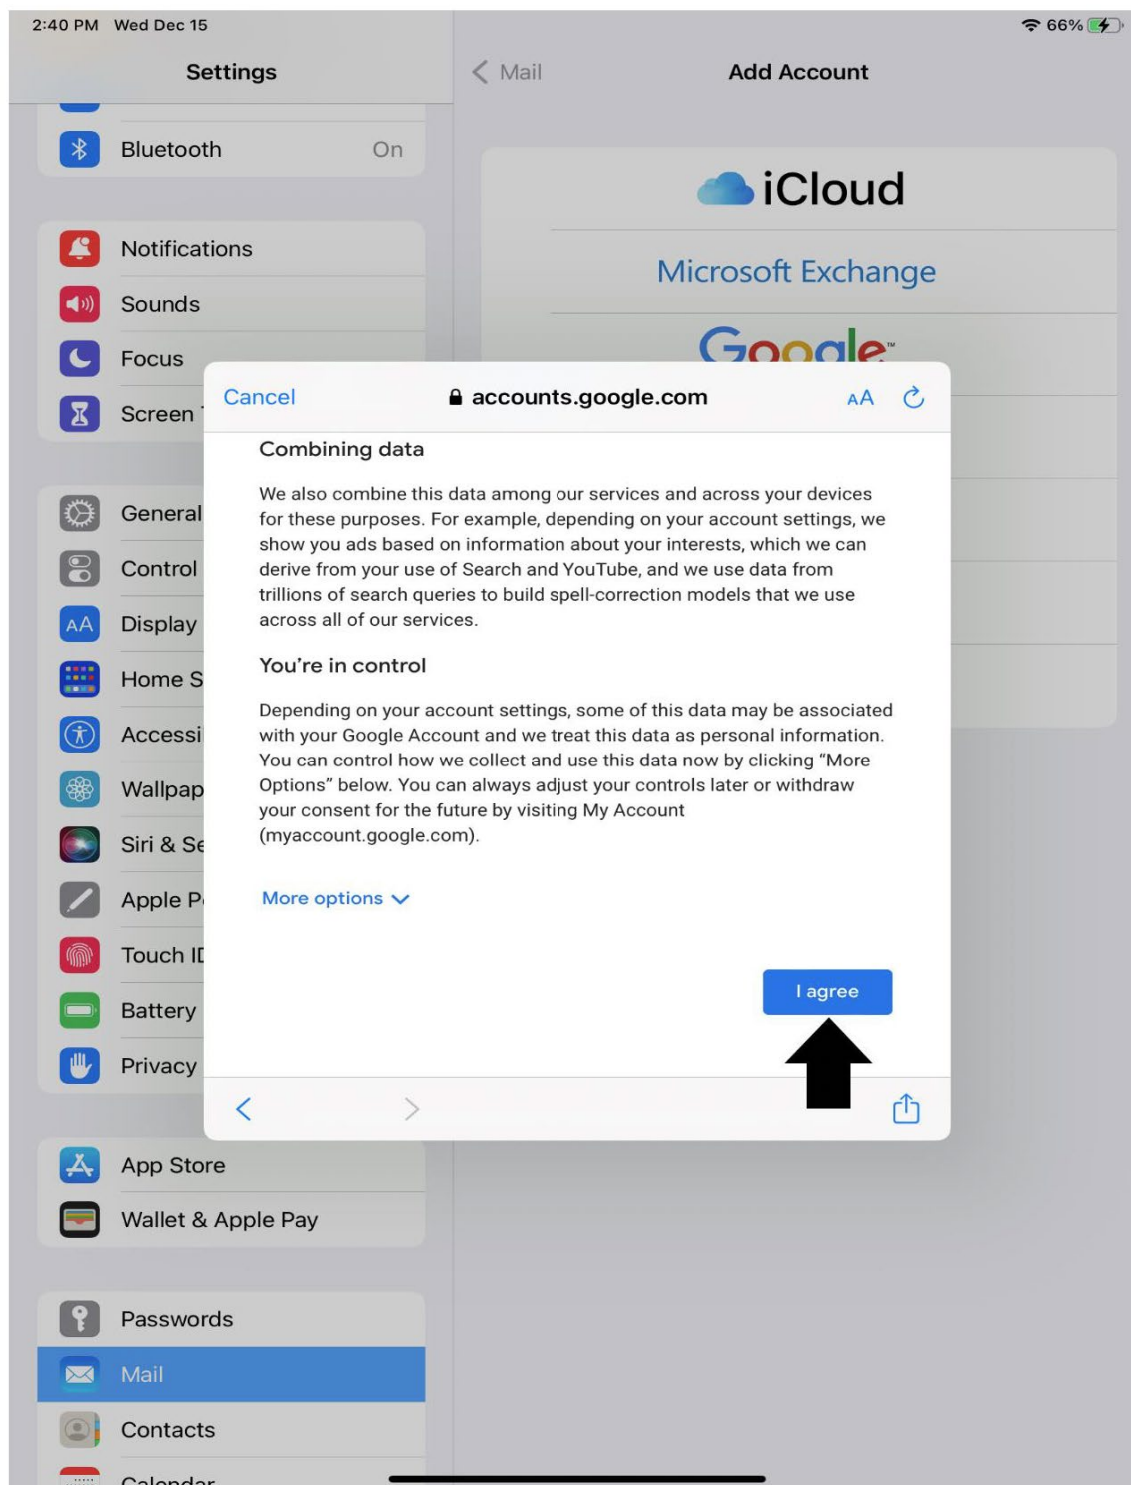 2:40 PM Wed Dec 15
66%
Settings
Bluetooth On
Notifications
Sounds
Focus
Screen
General
Control
Display
Home S
Accessi
Wallpap
Siri & Se
Apple P
Touch ID
Battery
Privacy
App Store
Wallet & Apple Pay
Passwords
Mail
Contacts
Calendar
Mail
Add Account
iCloud
Microsoft Exchange
Google™
Cancel
accounts.google.com
AA
Combining data
We also combine this data among our services and across your devices
for these purposes. For example, depending on your account settings, we
show you ads based on information about your interests, which we can
derive from your use of Search and YouTube, and we use data from
trillions of search queries to build spell-correction models that we use
across all of our services.
You're in control
Depending on your account settings, some of this data may be associated
with your Google Account and we treat this data as personal information.
You can control how we collect and use this data now by clicking “More
Options” below. You can always adjust your controls later or withdraw
your consent for the future by visiting My Account
(myaccount.google.com).
More options
I agree